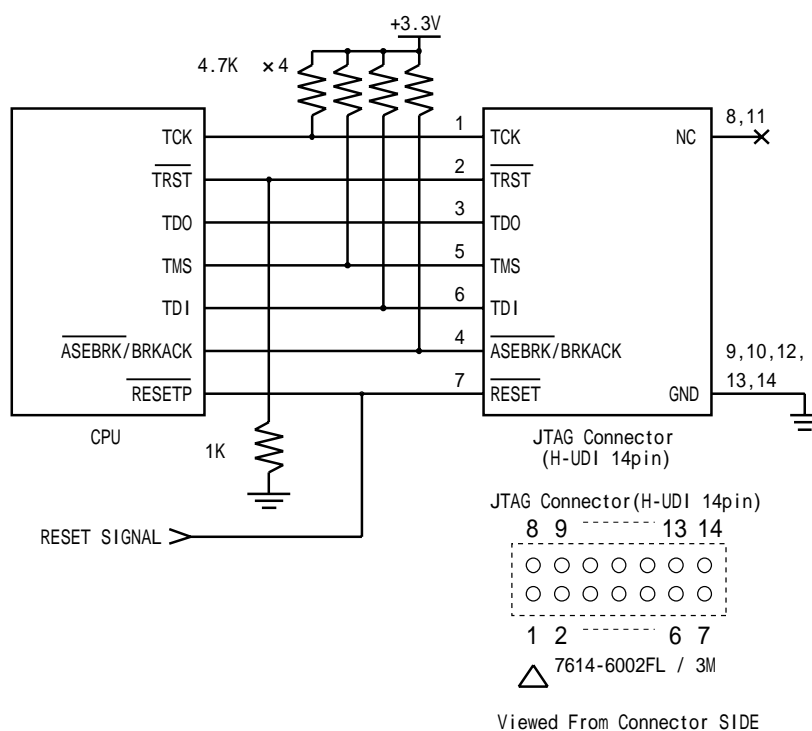 +3.3V
4.7K ×4
TCK
1
TCK
NC
8,11
TRST
2
TRST
TDO
3
TDO
TMS
5
TMS
TDI
6
TDI
ASEBRK/BRKACK
4
ASEBRK/BRKACK
9,10,12,
RESETP
7
RESET
GND
13,14
CPU
1K
JTAG Connector
(H-UDI 14pin)
RESET SIGNAL
JTAG Connector(H-UDI 14pin)
8 9 13 14
1 2 6 7
7614-6002FL / 3M
Viewed From Connector SIDE